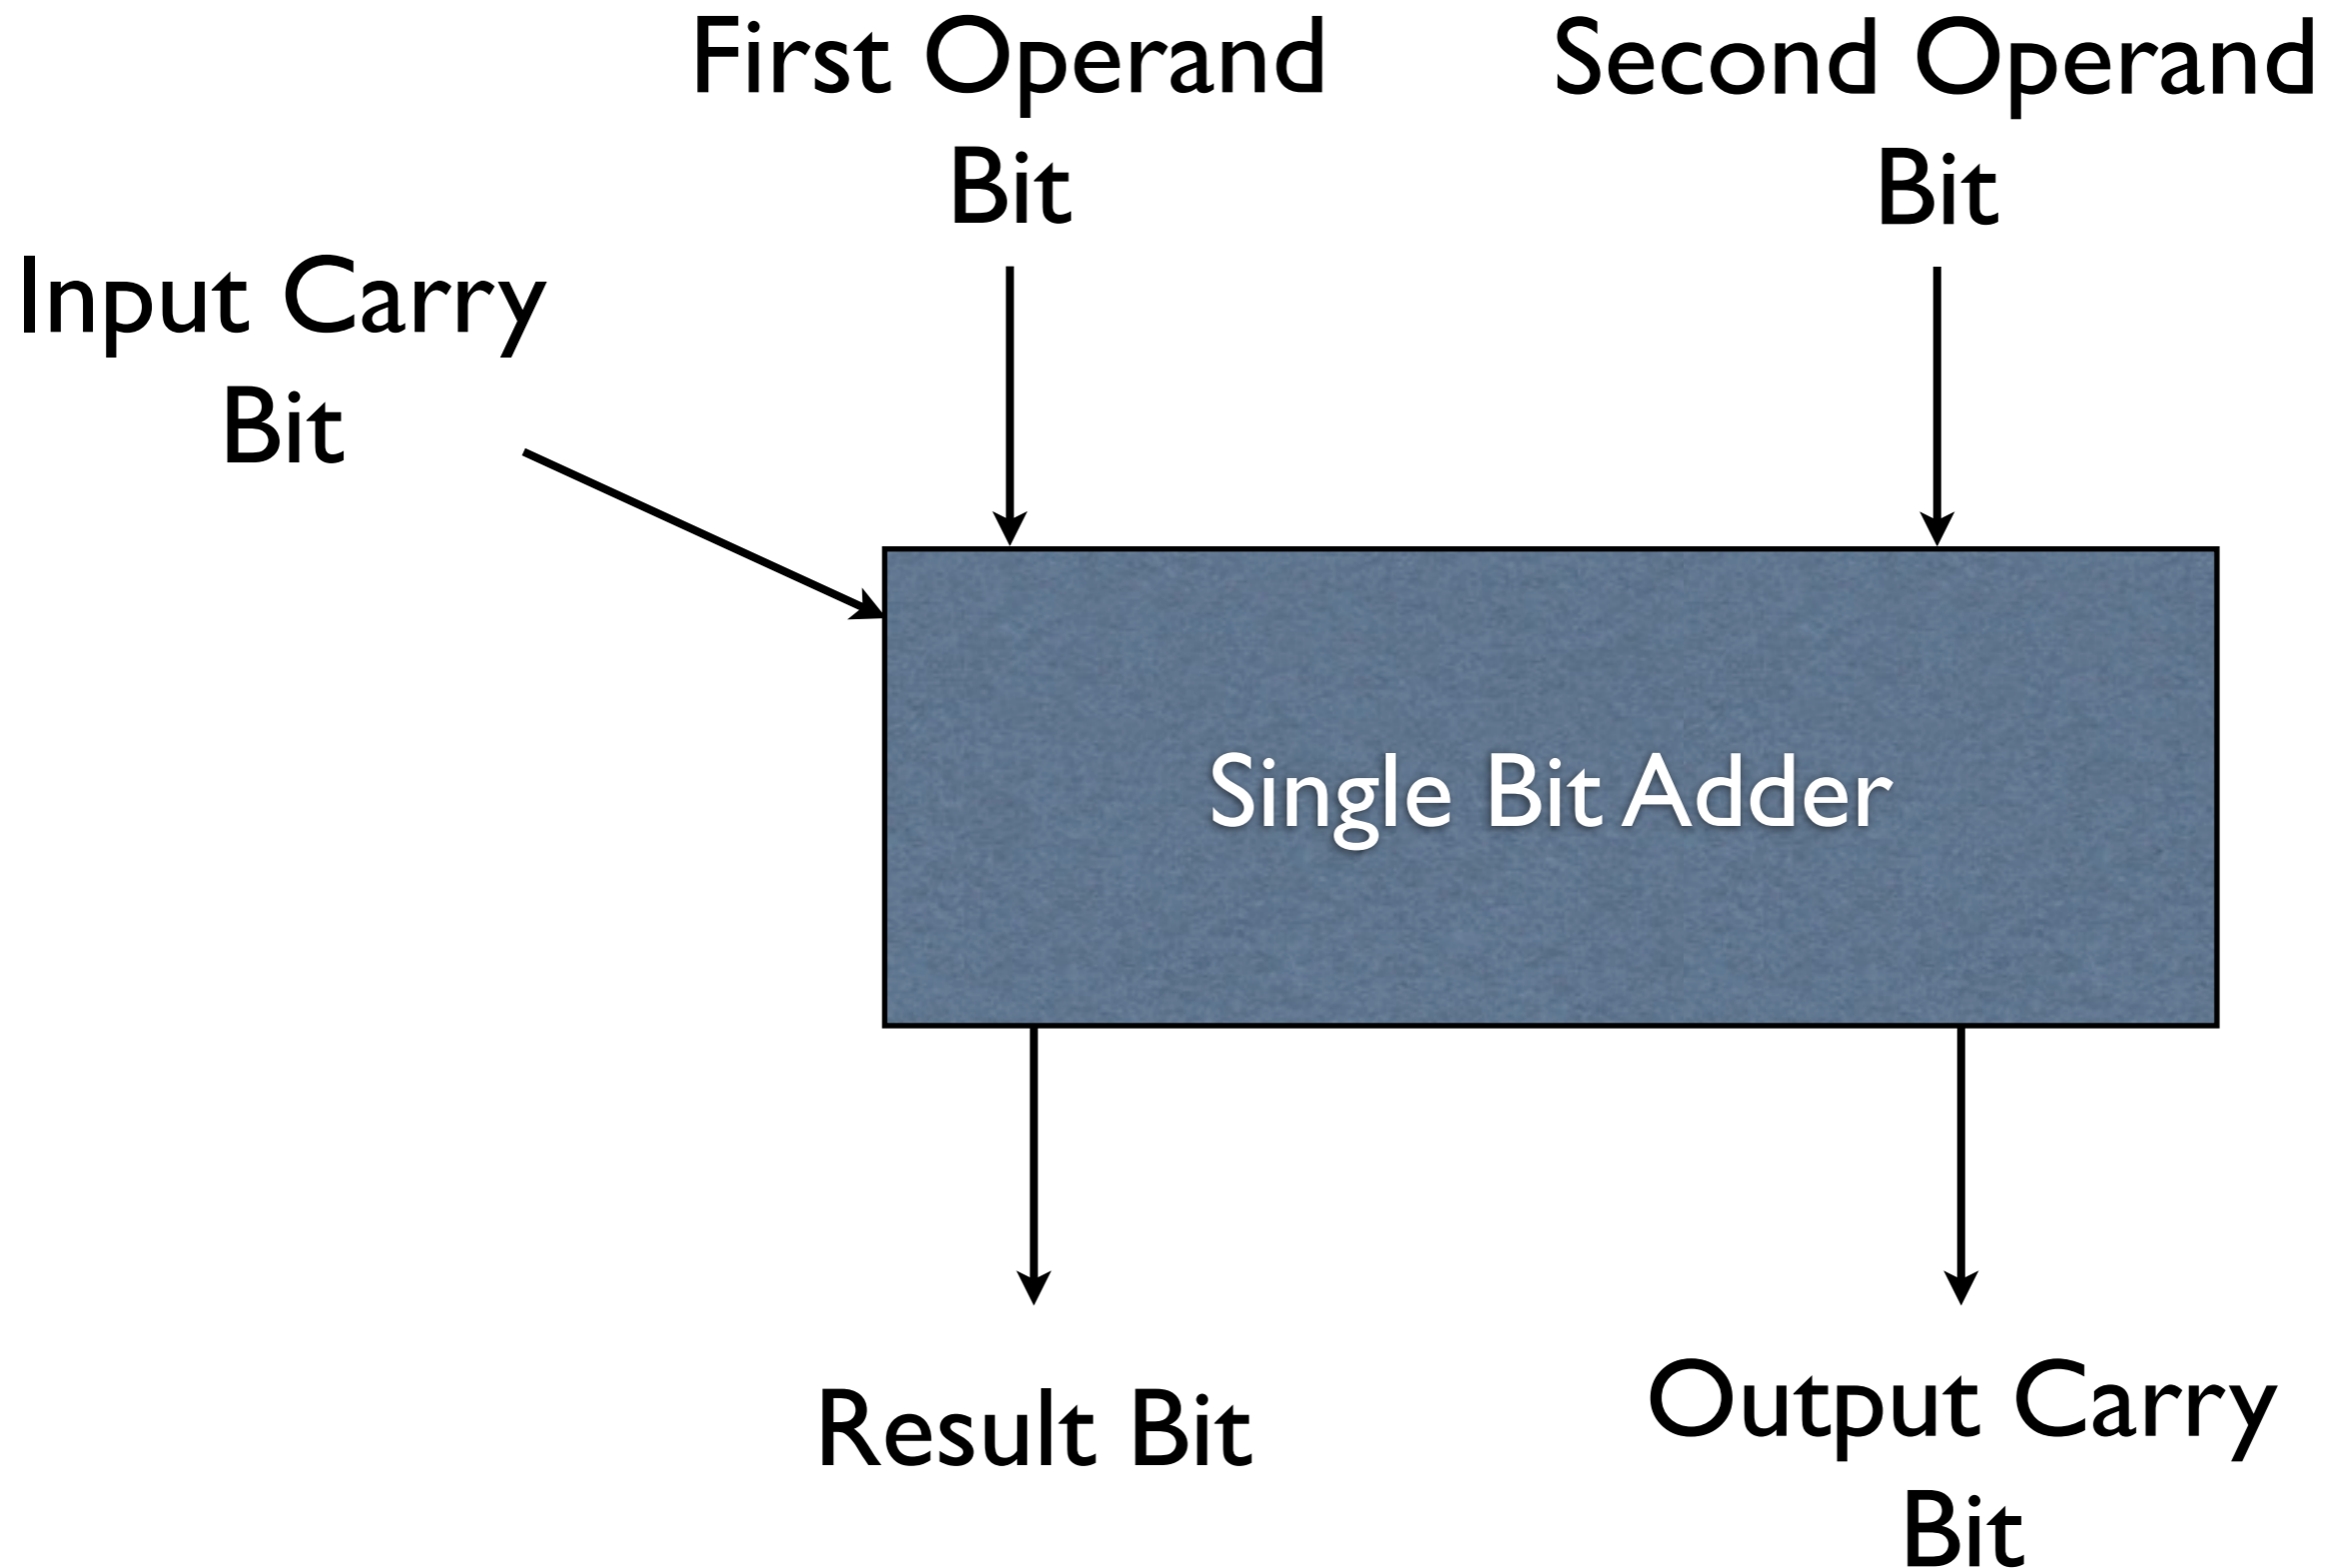 First Operand
Bit
Second Operand
Bit
Input Carry
Bit
Single Bit Adder
Result Bit
Output Carry
Bit